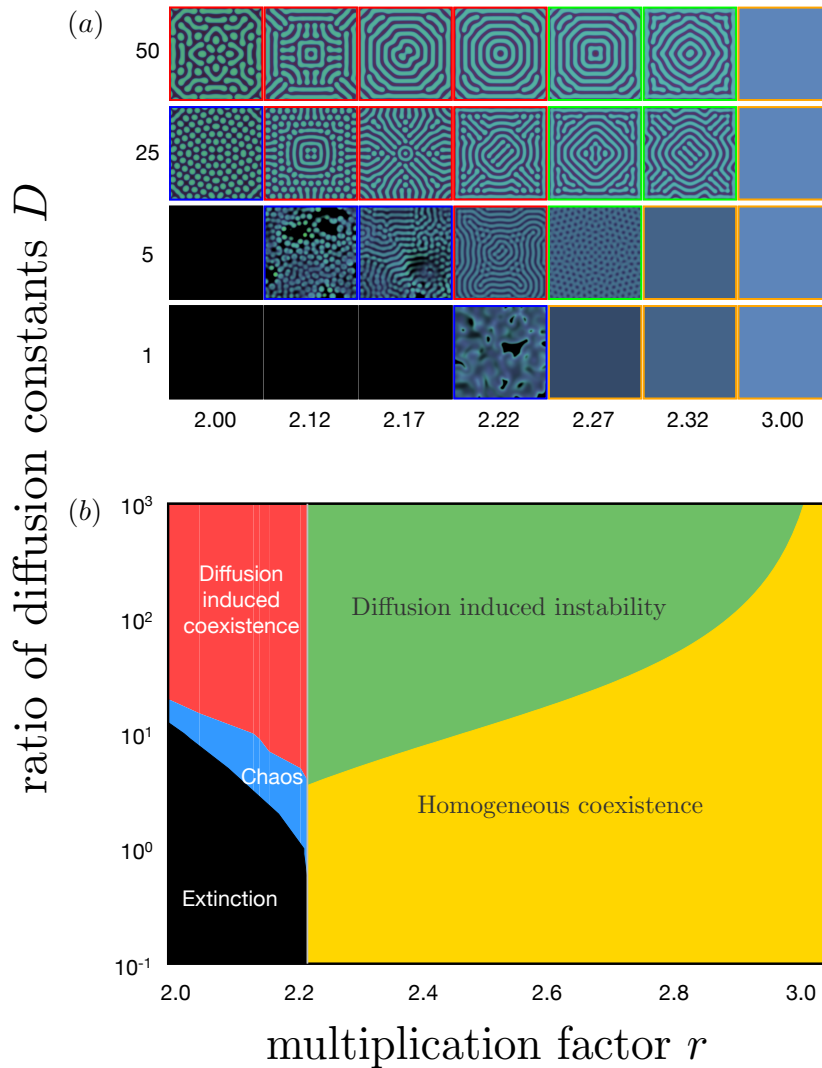 ratio of diffusion constants D
(a)
50
25
5
1
2.00 2.12 2.17 2.22 2.27 2.32 3.00
(b)
10³
10²
10¹
10⁰
10⁻¹
Diffusion
induced
coexistence
Diffusion induced instability
Chaos
Homogeneous coexistence
Extinction
2.0 2.2 2.4 2.6 2.8 3.0
multiplication factor r